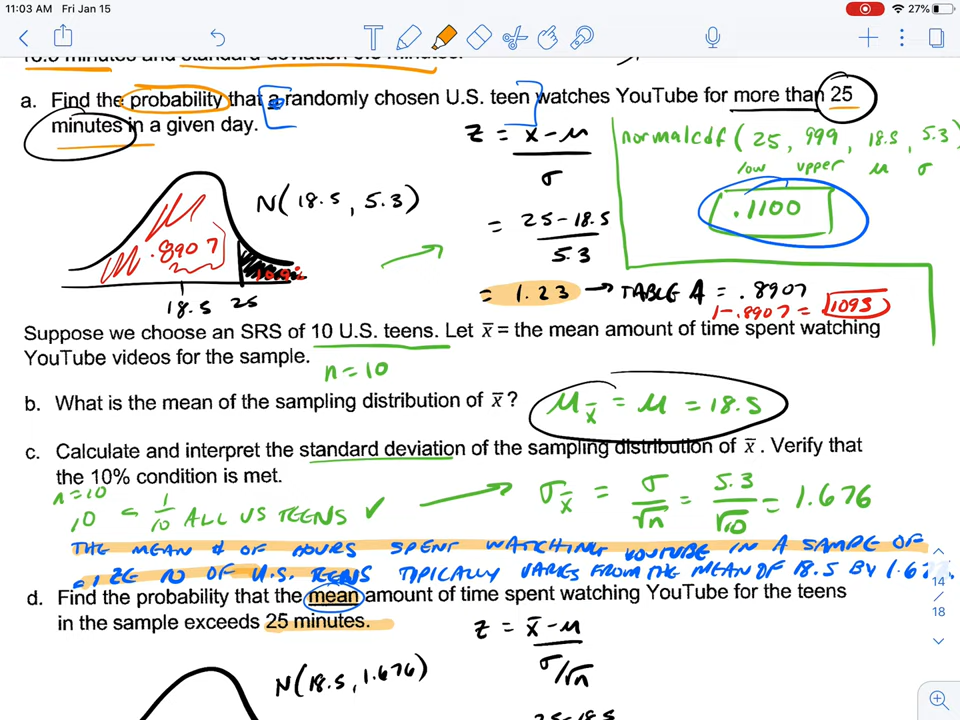 11:03 AM Fri Jan 15
27%
a. Find the probability that a randomly chosen U.S. teen watches YouTube for more than 25
minutes in a given day.
z = x̄ - μ
σ
= 25 - 18.5
5.3
= 1.23 → TABLE A = .8907
1 - .8907 = .1093
normalcdf ( 25, 999, 18.5, 5.3)
low upper μ σ
.1100
N(18.5, 5.3)
.8907
18.5 25
Suppose we choose an SRS of 10 U.S. teens. Let x̄ = the mean amount of time spent watching
YouTube videos for the sample.
n = 10
b. What is the mean of the sampling distribution of x̄ ?
μx̄ = μ = 18.5
c. Calculate and interpret the standard deviation of the sampling distribution of x̄ . Verify that
the 10% condition is met.
n = 10
10 ≤ 1/10 ALL US TEENS ✓
σx̄ = σ/√n = 5.3/√10 = 1.676
THE MEAN # OF HOURS SPENT WATCHING YOUTUBE IN A SAMPE OF
SIZE 10 OF U.S. TEENS TYPICALLY VARIES FROM THE MEAN OF 18.5 BY
14
/
18
d. Find the probability that the mean amount of time spent watching YouTube for the teens
in the sample exceeds 25 minutes.
z = x̄ - μ
σ/√n
N(18.5, 1.676)
25 - 18.5